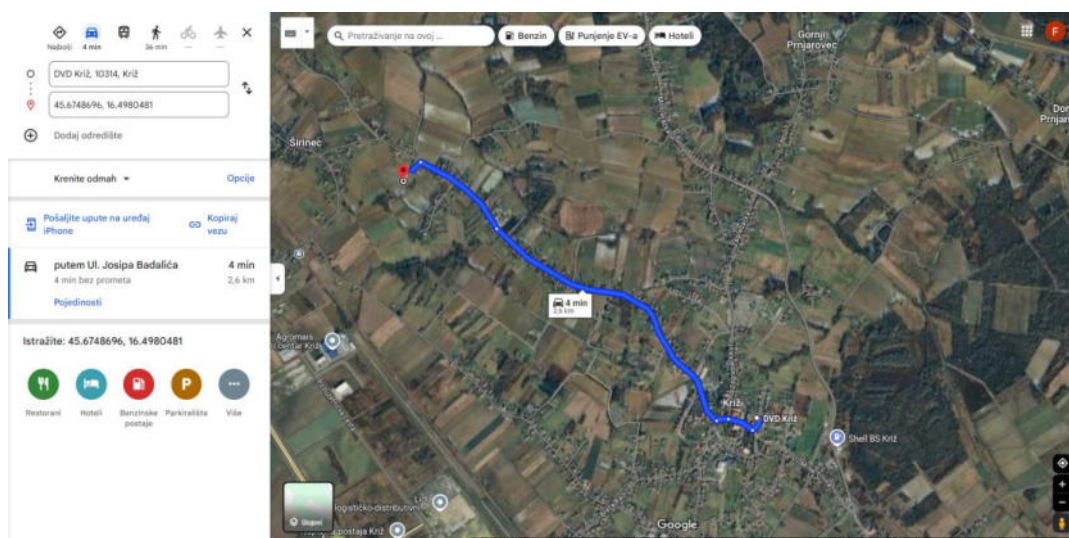 Najbolji
4 min
36 min
DVD Križ, 10314, Križ
45.6748696, 16.4980481
Dodaj odredište
Krenite odmah
Opcije
Pošaljite upute na uređaj
iPhone
Kopiraj
vezu
putem Ul. Josipa Badalića
4 min
4 min bez prometa
2,6 km
Pojedinosti
Istražite: 45.6748696, 16.4980481
Restorani
Hoteli
Benzinske
postaje
Parkirališta
Više
Pretraživanje na ovoj ...
Benzin
Punjenje EV-a
Hoteli
F
Gornji
Prnjarovec
Širinec
4 min
2,6 km
Agromais
centar Križ
Križ
DVD Križ
Shell BS Križ
Lidl
logističko-distributivni
postaja Križ
Slojevi
Google